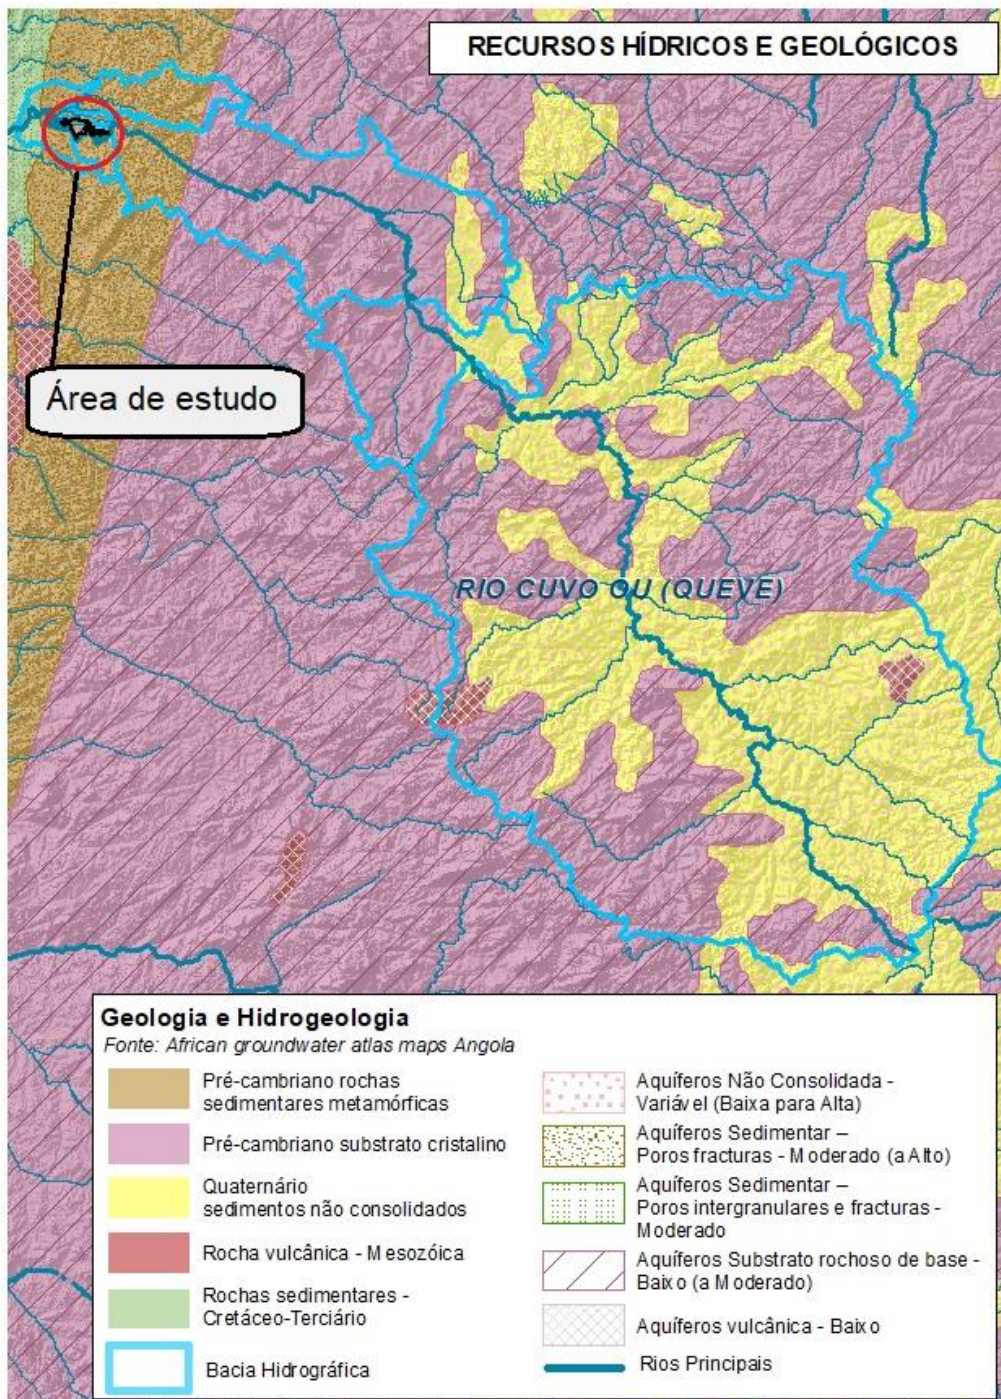 RECURSOS HÍDRICOS E GEOLÓGICOS
Área de estudo
RIO CUVO OU (QUEVE)
Geologia e Hidrogeologia
Fonte: African groundwater atlas maps Angola
Pré-cambriano rochas
sedimentares metamórficas
Pré-cambriano substrato cristalino
Quaternário
sedimentos não consolidados
Rocha vulcânica - Mesozóica
Rochas sedimentares -
Cretáceo-Terciário
Bacia Hidrográfica
Aquíferos Não Consolidada -
Variável (Baixa para Alta)
Aquíferos Sedimentar –
Poros fracturas - Moderado (a Alto)
Aquíferos Sedimentar –
Poros intergranulares e fracturas -
Moderado
Aquíferos Substrato rochoso de base -
Baixo (a Moderado)
Aquíferos vulcânica - Baixo
Rios Principais